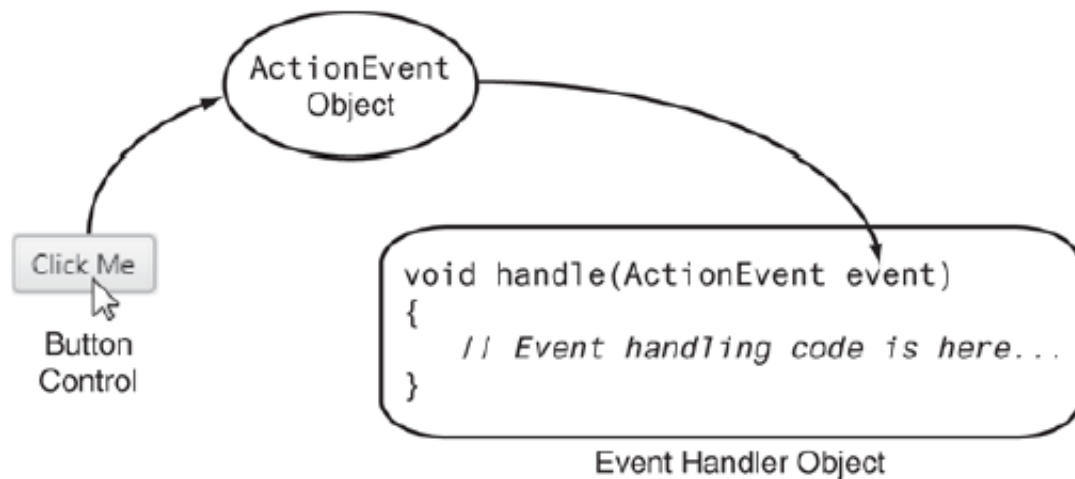 ActionEvent
Object
Click Me
Button
Control
void handle(ActionEvent event)
{
// Event handling code is here...
}
Event Handler Object